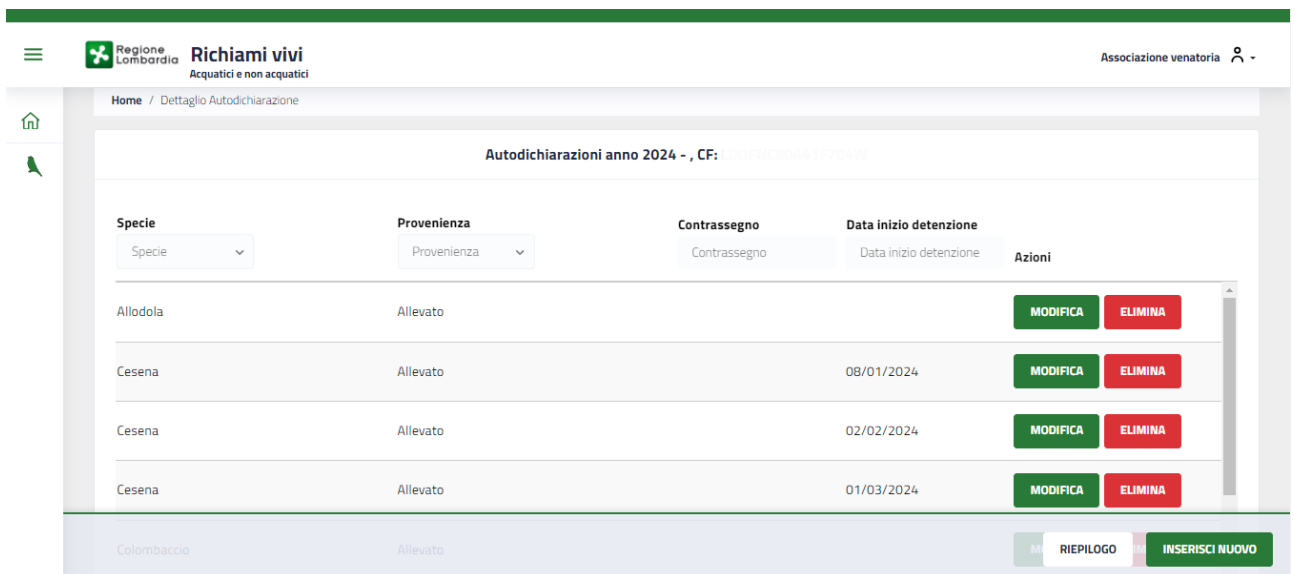 Regione Lombardia
Richiami vivi
Acquatici e non acquatici
Associazione venatoria
Home / Dettaglio Autodichiarazione
Autodichiarazioni anno 2024 - , CF:
Specie Provenienza Contrassegno Data inizio detenzione
Specie Provenienza Contrassegno Data inizio detenzione Azioni
Allodola Allevato MODIFICA ELIMINA
Cesena Allevato 08/01/2024 MODIFICA ELIMINA
Cesena Allevato 02/02/2024 MODIFICA ELIMINA
Cesena Allevato 01/03/2024 MODIFICA ELIMINA
Colombaccio Allevato RIEPILOGO INSERISCI NUOVO